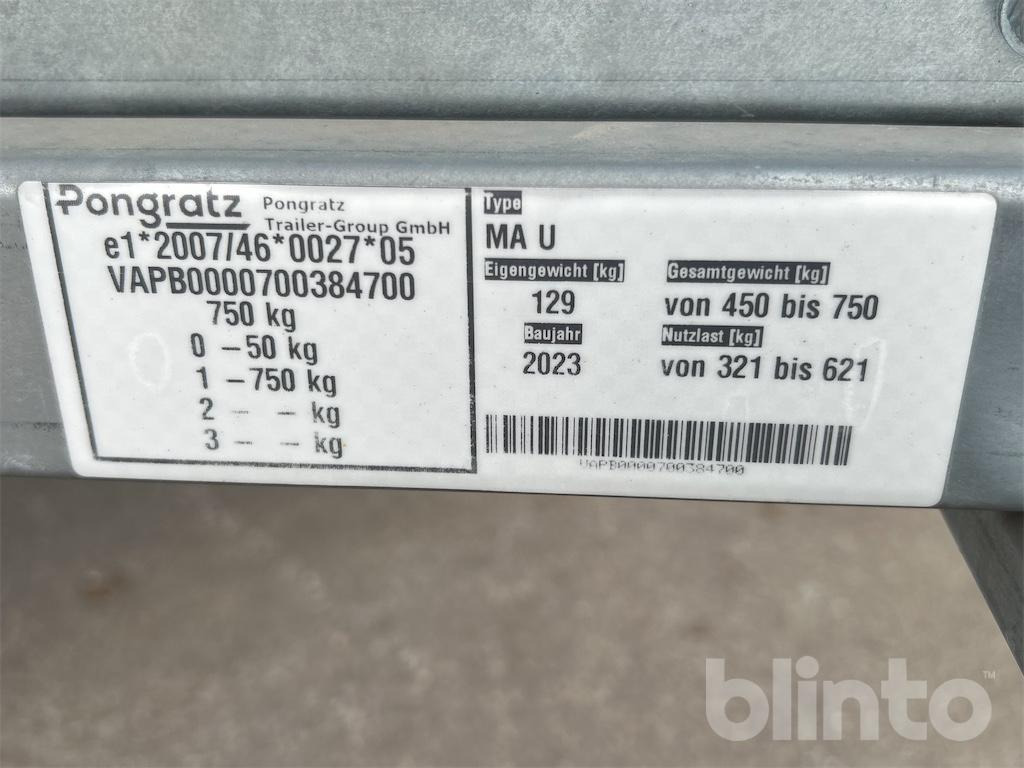 Pongratz
Pongratz
Trailer-Group GmbH
e1*2007/46*0027*05
VAPB0000700384700
750 kg
0 – 50 kg
1 – 750 kg
2 – – kg
3 – – kg
Type
MA U
Eigengewicht [kg]
129
Gesamtgewicht [kg]
von 450 bis 750
Baujahr
2023
Nutzlast [kg]
von 321 bis 621
VAPB0000700384700
blinto™